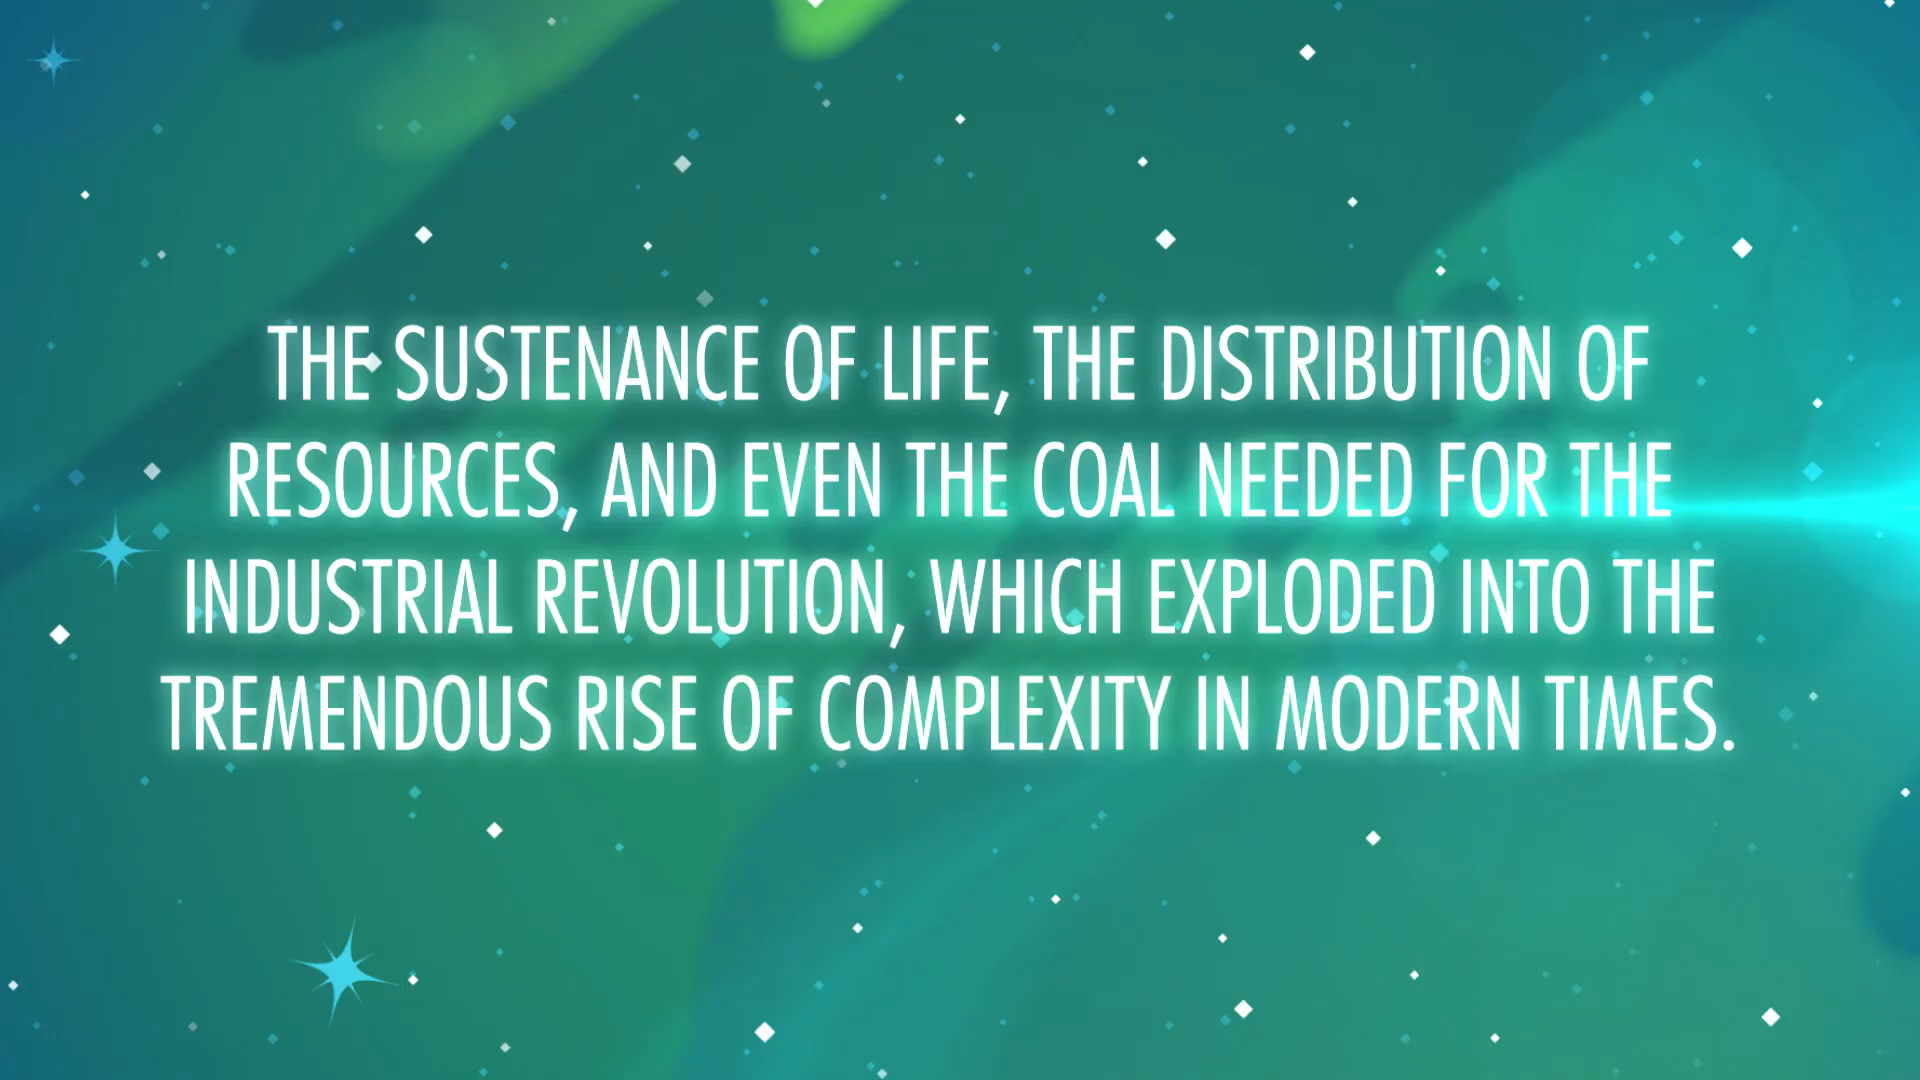 THE SUSTENANCE OF LIFE, THE DISTRIBUTION OF
RESOURCES, AND EVEN THE COAL NEEDED FOR THE
INDUSTRIAL REVOLUTION, WHICH EXPLODED INTO THE
TREMENDOUS RISE OF COMPLEXITY IN MODERN TIMES.